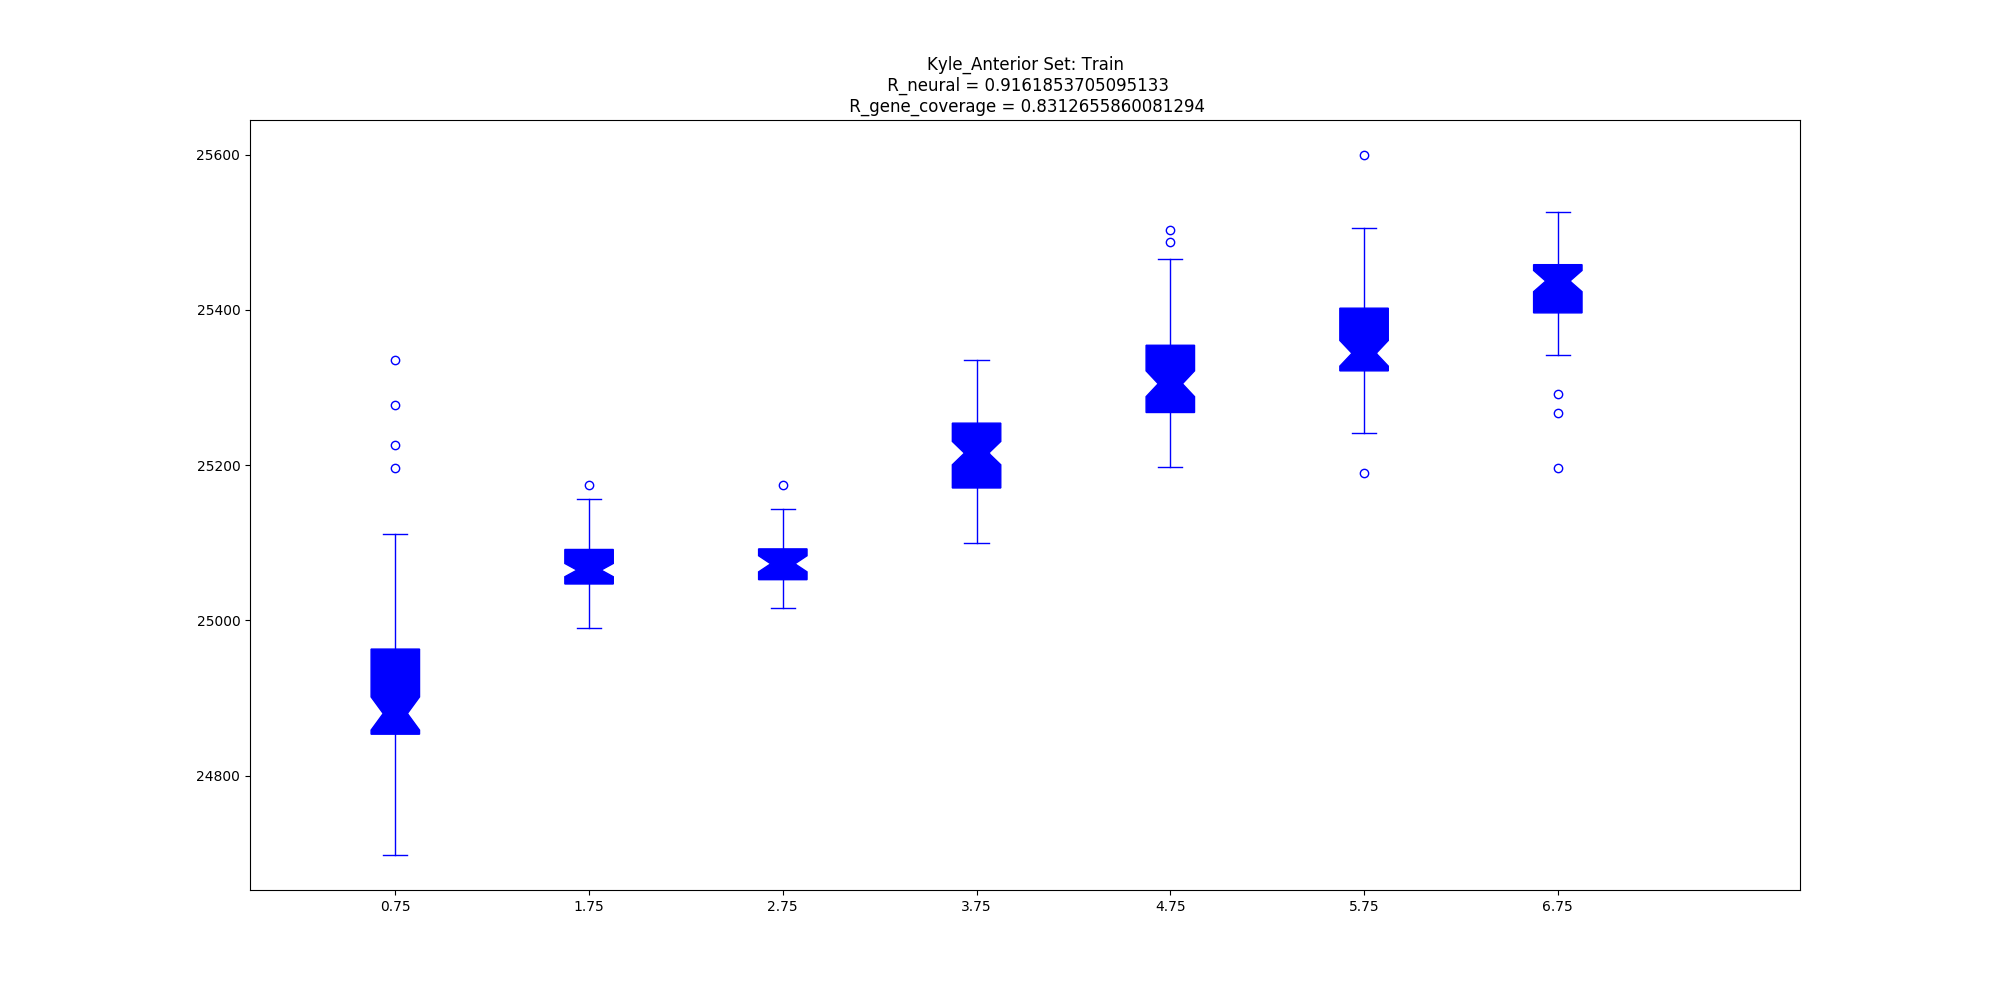 Kyle_Anterior Set: Train
R_neural = 0.9161853705095133
R_gene_coverage = 0.8312655860081294
25600
25400
25200
25000
24800
0.75 1.75 2.75 3.75 4.75 5.75 6.75